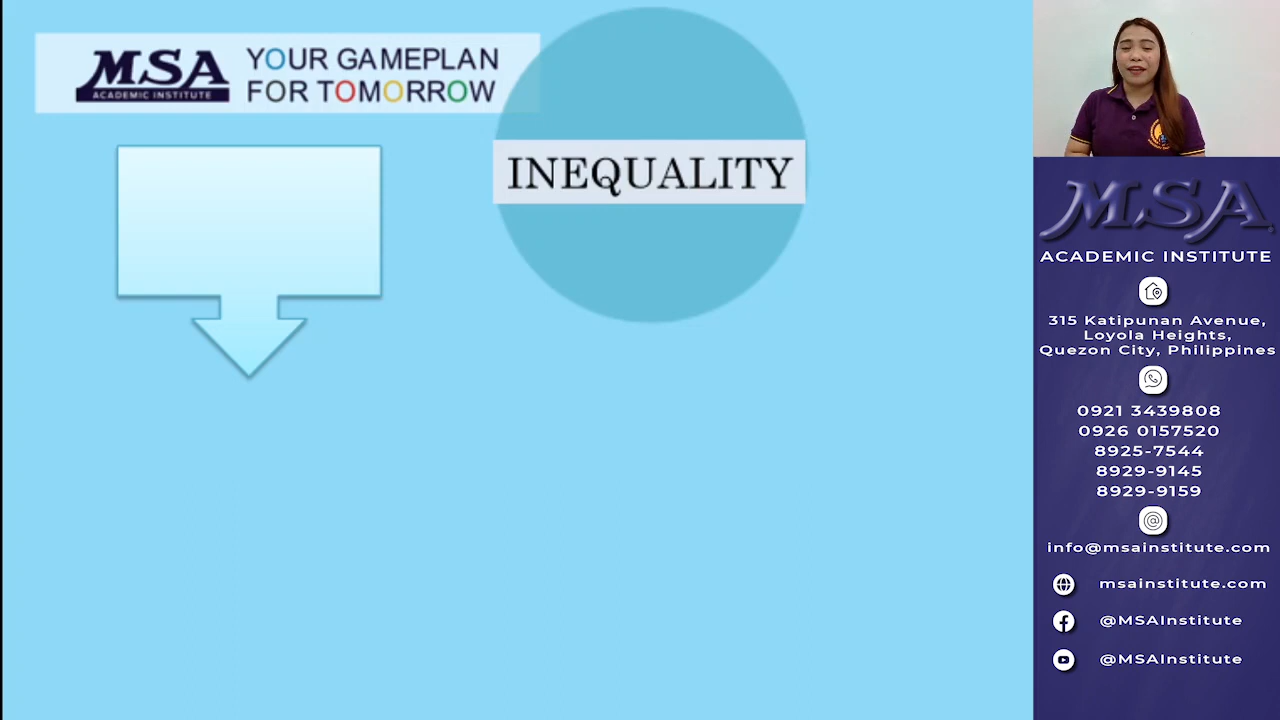 MSA
ACADEMIC INSTITUTE
YOUR GAMEPLAN
FOR TOMORROW
INEQUALITY
MSA
ACADEMIC INSTITUTE
315 Katipunan Avenue,
Loyola Heights,
Quezon City, Philippines
0921 3439808
0926 0157520
8925-7544
8929-9145
8929-9159
info@msainstitute.com
msainstitute.com
@MSAInstitute
@MSAInstitute